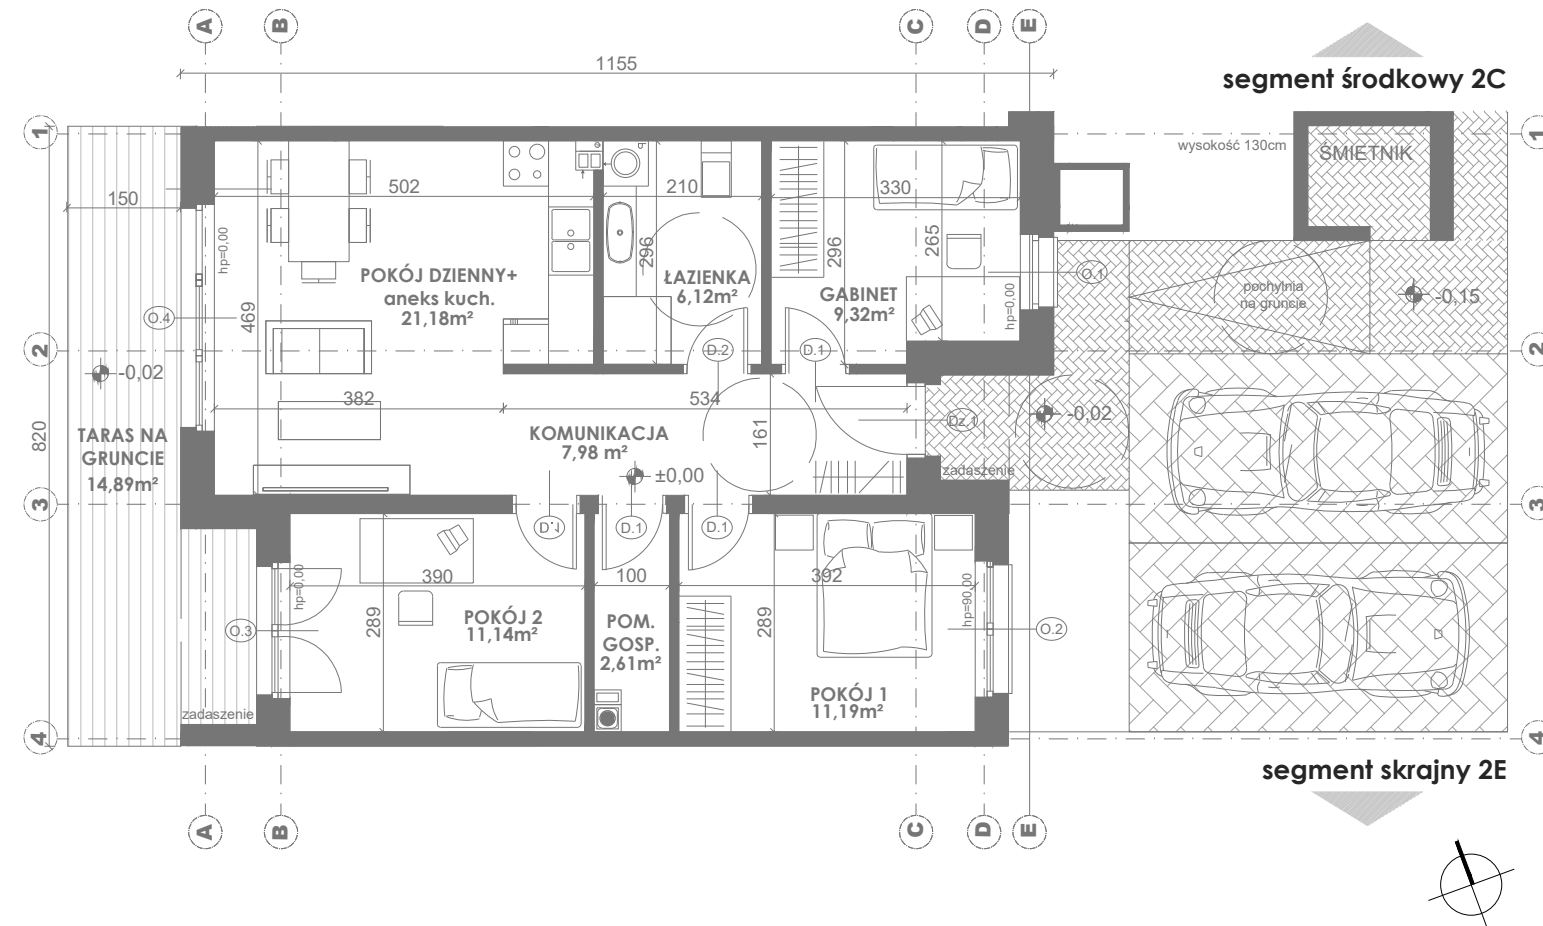 A
B
C
D
E
1155
segment środkowy 2C
1
1
wysokość 130cm
ŚMIETNIK
150
502
210
330
hp=0,00
296
296
265
POKÓJ DZIENNY+
aneks kuch.
21,18m²
ŁAZIENKA
6,12m²
GABINET
9,32m²
O.1
pochylnia
na gruncie
-0,15
hp=0,00
O.4
469
2
D.2
D.1
2
-0,02
382
534
-0,02
Dz.1
820
TARAS NA
GRUNCIE
14,89m²
KOMUNIKACJA
7,98 m²
161
±0,00
zadaszenie
3
3
D.1
D.1
D.1
hp=0,00
390
100
392
hp=90,00
289
289
POKÓJ 2
11,14m²
POM.
GOSP.
2,61m²
O.3
O.2
POKÓJ 1
11,19m²
zadaszenie
4
4
segment skrajny 2E
A
B
C
D
E